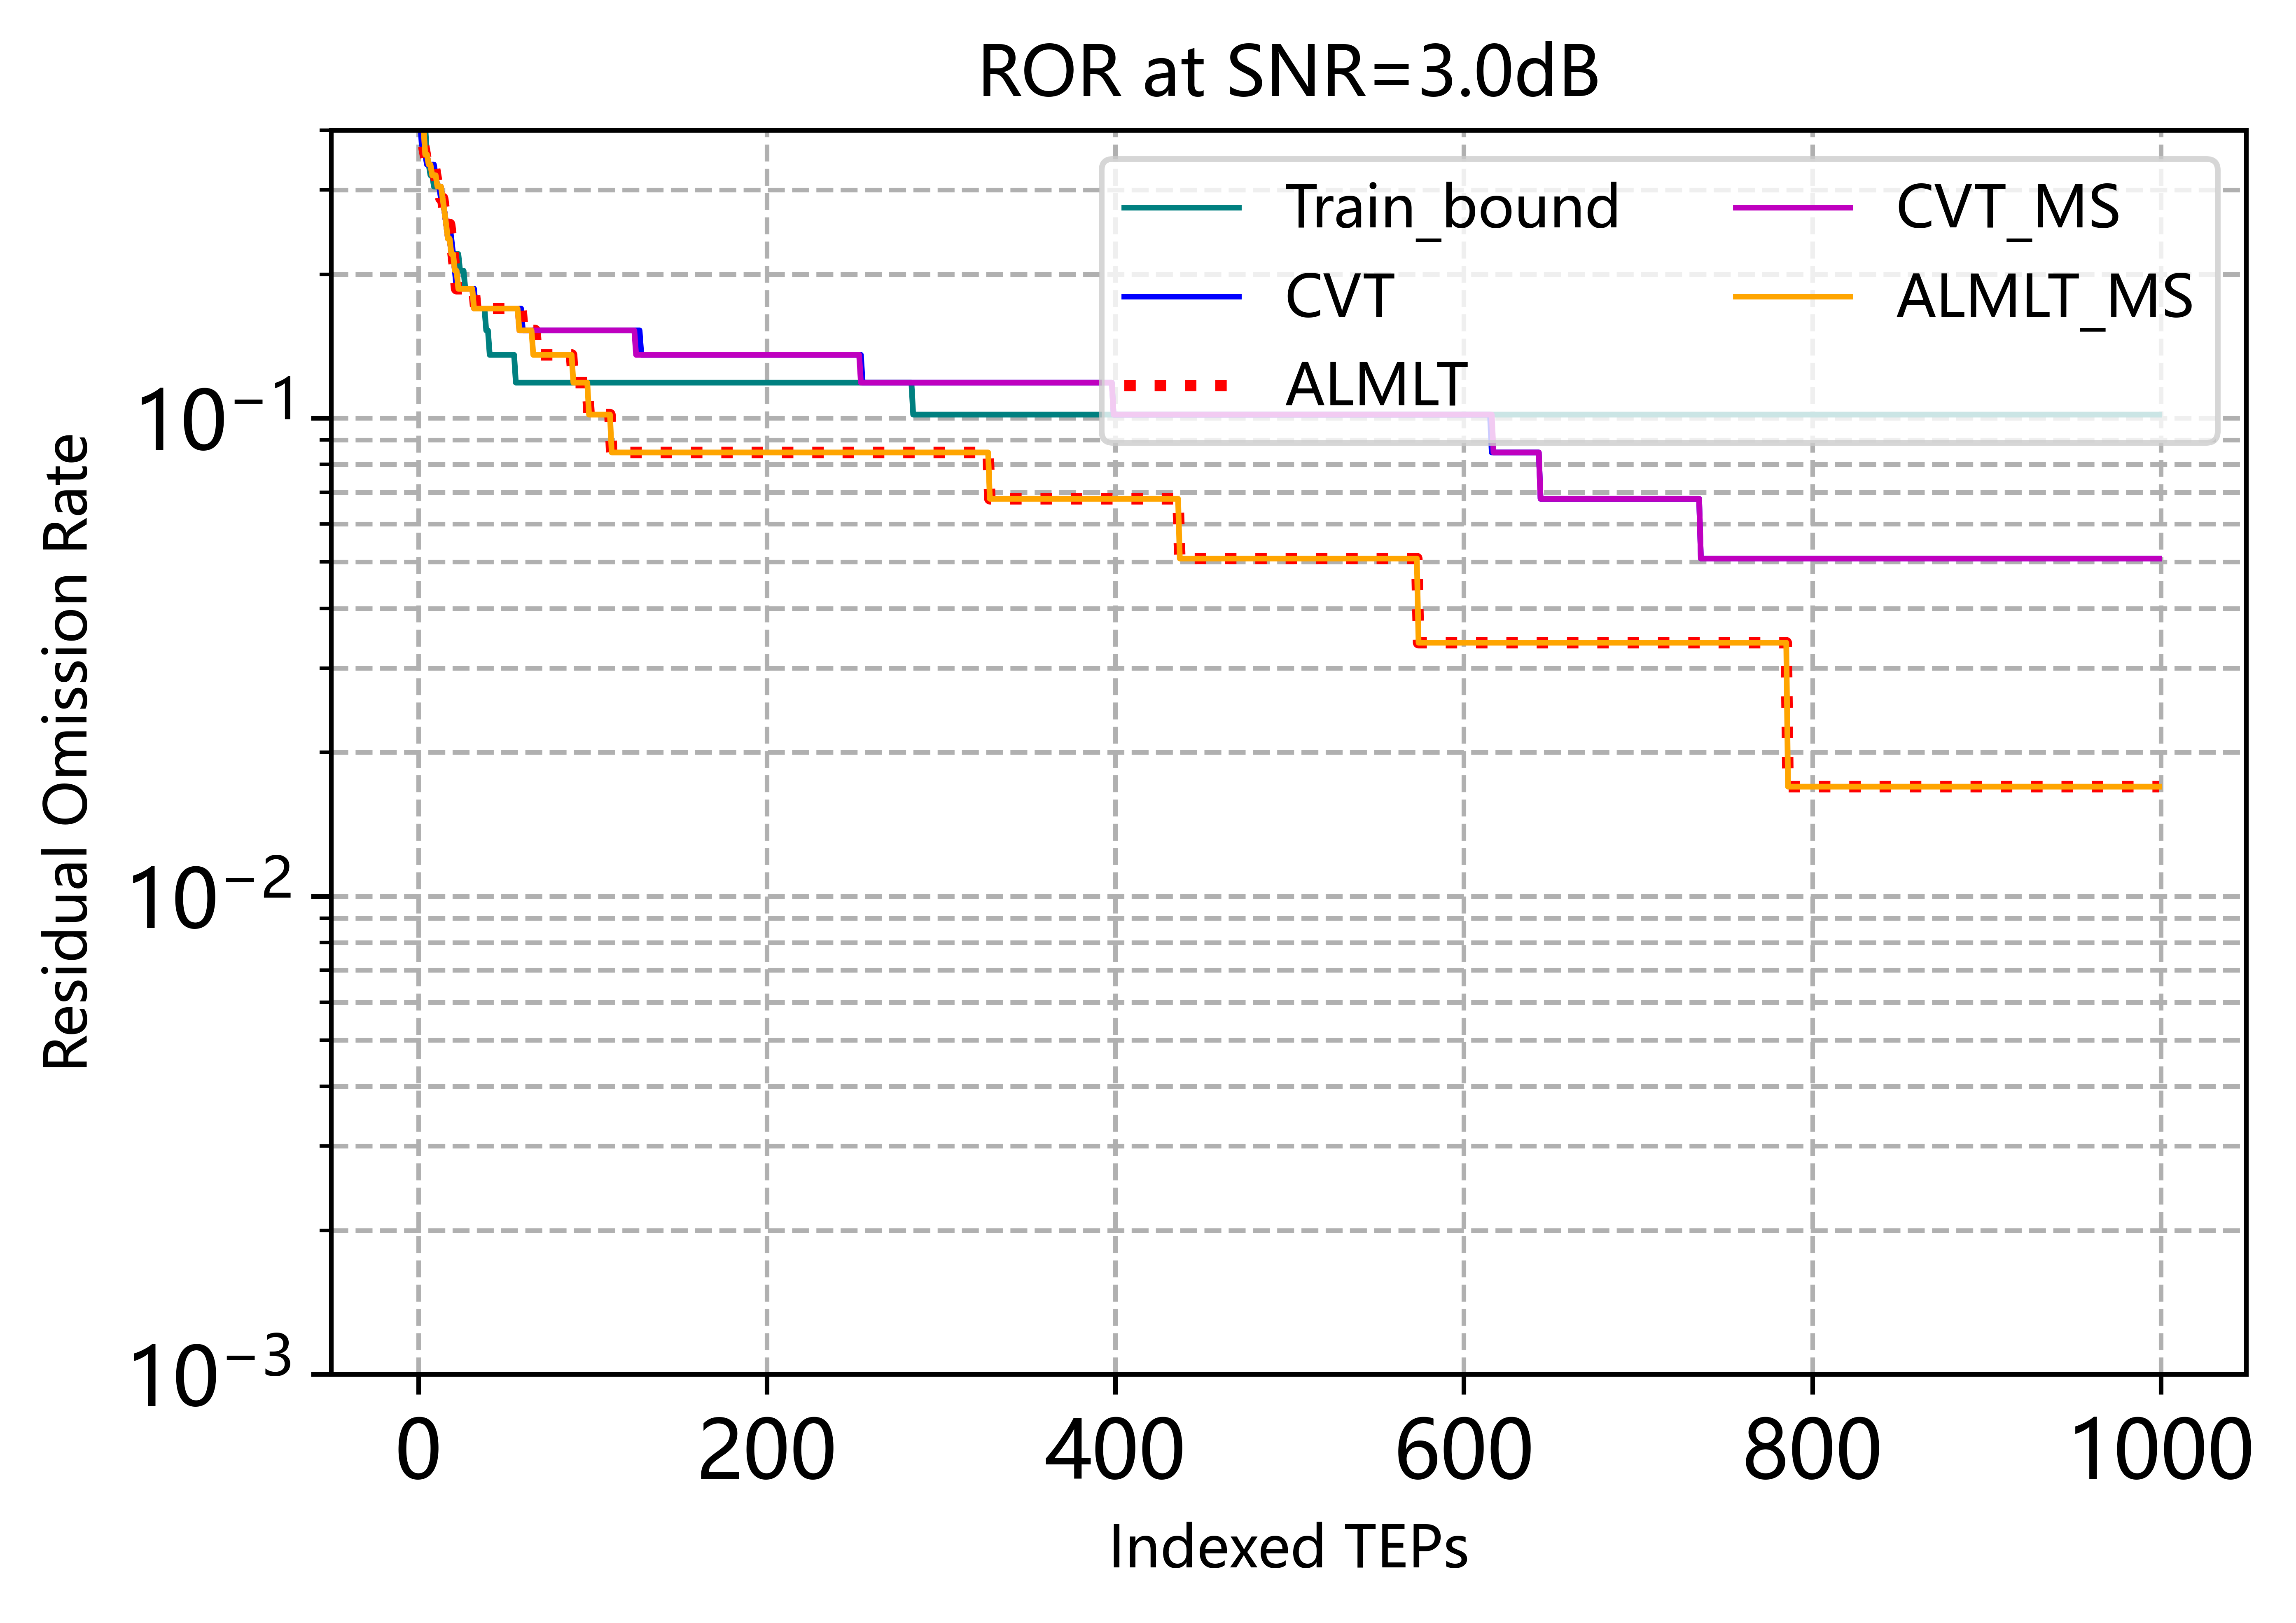 ROR at SNR=3.0dB
Train_bound
CVT
ALMLT
CVT_MS
ALMLT_MS
Residual Omission Rate
10⁻¹
10⁻²
10⁻³
0 200 400 600 800 1000
Indexed TEPs